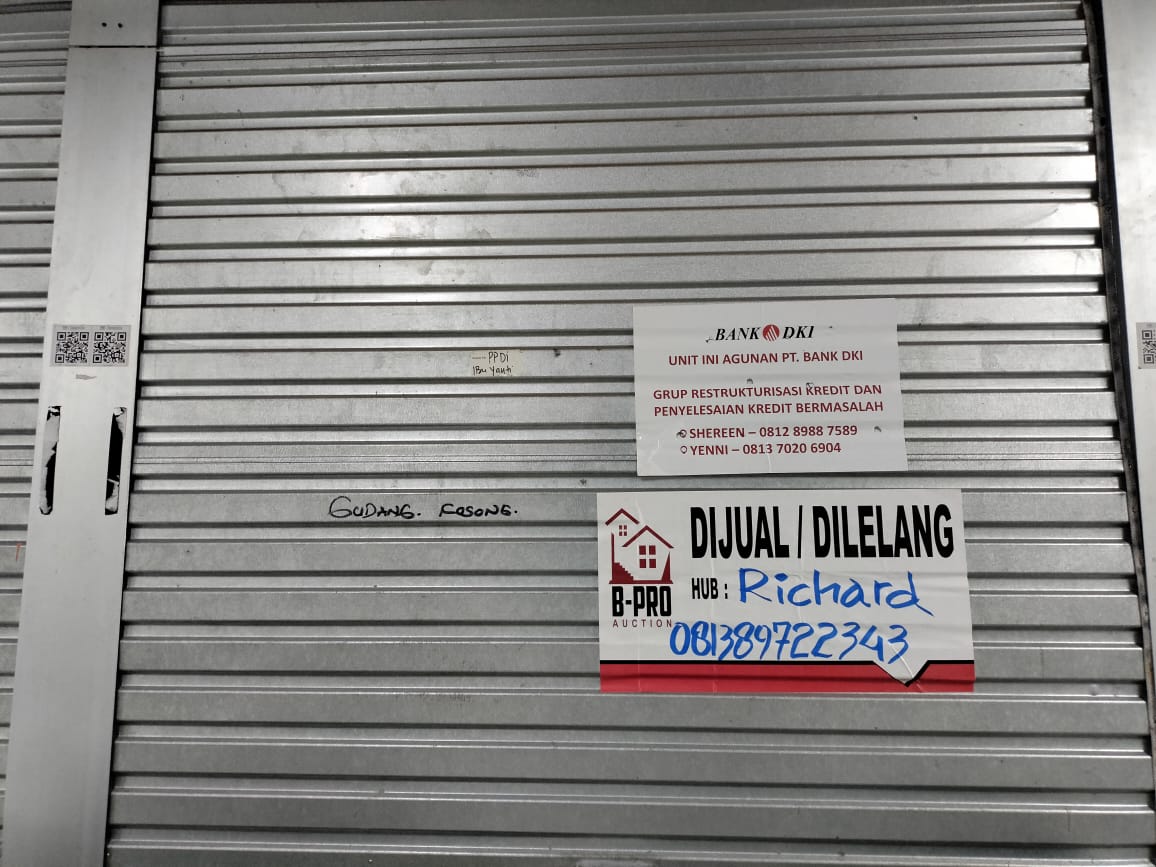 BANK DKI
UNIT INI AGUNAN PT. BANK DKI
GRUP RESTRUKTURISASI KREDIT DAN
PENYELESAIAN KREDIT BERMASALAH
SHEREEN – 0812 8988 7589
YENNI – 0813 7020 6904
PPDi
Ibu Yanti
GUDANG. KOSONG.
DIJUAL / DILELANG
HUB : Richard
081389722343
B-PRO
AUCTION